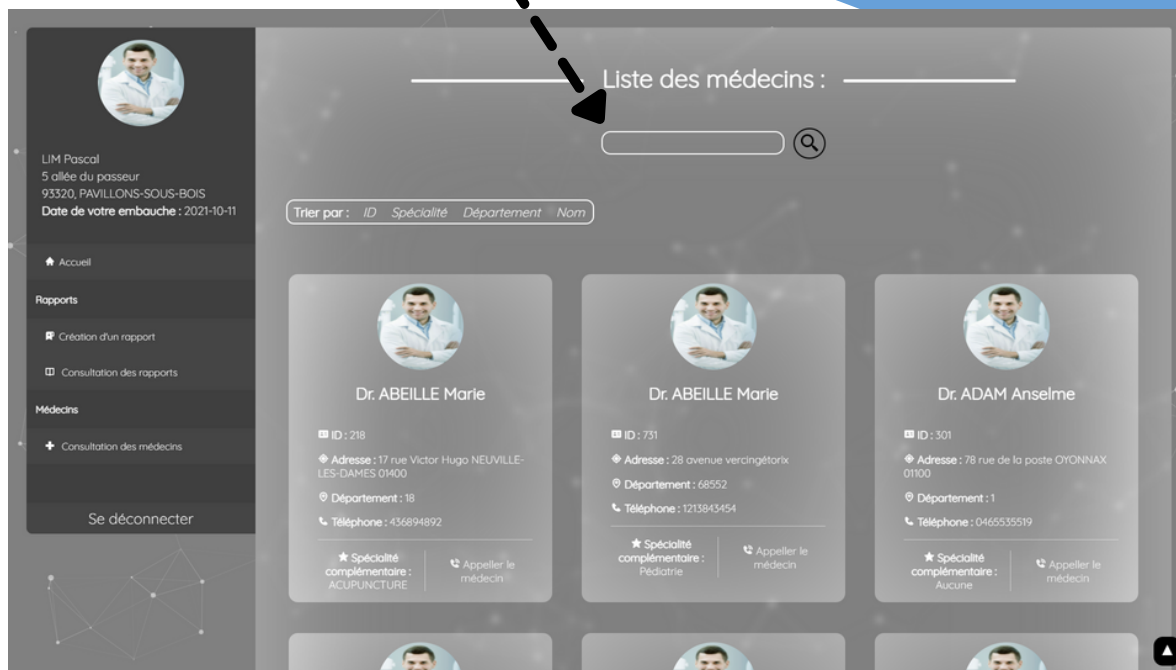 LIM Pascal
5 allée du passeur
93320, PAVILLONS-SOUS-BOIS
Date de votre embauche : 2021-10-11
Accueil
Rapports
Création d'un rapport
Consultation des rapports
Médecins
Consultation des médecins
Se déconnecter
Liste des médecins :
Trier par : ID Spécialité Département Nom
Dr. ABEILLE Marie
ID : 218
Adresse : 17 rue Victor Hugo NEUVILLE-
LES-DAMES 01400
Département : 18
Téléphone : 436894892
Spécialité
complémentaire :
ACUPUNCTURE
Appeller le
médecin
Dr. ABEILLE Marie
ID : 731
Adresse : 28 avenue vercingétorix
Département : 68552
Téléphone : 1213843454
Spécialité
complémentaire :
Pédiatrie
Appeller le
médecin
Dr. ADAM Anselme
ID : 301
Adresse : 78 rue de la poste OYONNAX
01100
Département : 1
Téléphone : 0465535519
Spécialité
complémentaire :
Aucune
Appeller le
médecin